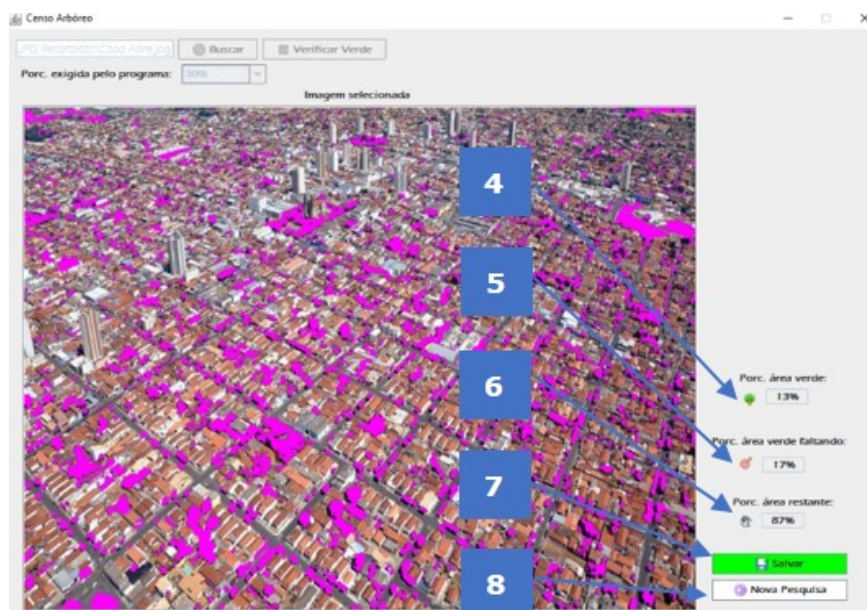 Censo Arbóreo
Buscar
Verificar Verde
Porc. exigida pelo programa:
30%
Imagem selecionada
4
5
6
7
8
Porc. área verde:
13%
Porc. área verde faltando:
17%
Porc. área restante:
87%
Salvar
Nova Pesquisa